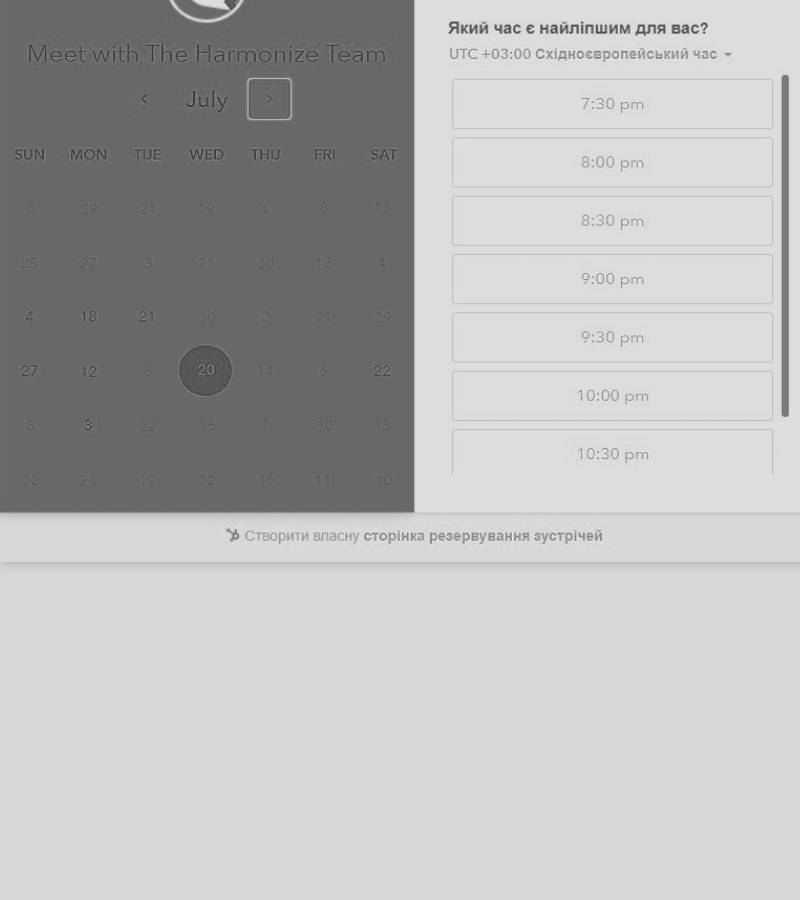 Meet with The Harmonize Team
July
SUN MON TUE WED THU FRI SAT
8 29 21 19 4 8 13
25 27 3 21 30 12 4
4 18 21 30 2 21 29
27 12 8 20 14 6 22
8 3 22 16 1 30 13
30 28 19 22 16 11 10
Який час є найліпшим для вас?
UTC +03:00 Східноєвропейський час
7:30 pm
8:00 pm
8:30 pm
9:00 pm
9:30 pm
10:00 pm
10:30 pm
Створити власну сторінка резервування зустрічей